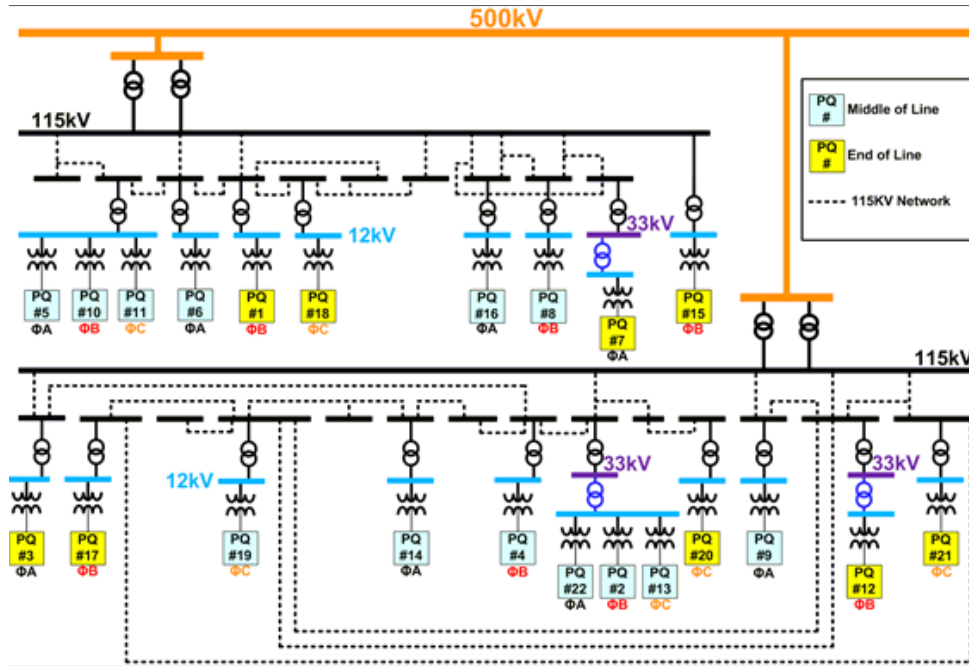 500kV
PQ
#
Middle of Line
PQ
#
End of Line
115KV Network
115kV
12kV
33kV
PQ
#5
ΦA
PQ
#10
ΦB
PQ
#11
ΦC
PQ
#6
ΦA
PQ
#1
ΦB
PQ
#18
ΦC
PQ
#16
ΦA
PQ
#8
ΦB
PQ
#7
ΦA
PQ
#15
ΦB
115kV
12kV
33kV
33kV
PQ
#3
ΦA
PQ
#17
ΦB
PQ
#19
ΦC
PQ
#14
ΦA
PQ
#4
ΦB
PQ
#22
ΦA
PQ
#2
ΦB
PQ
#13
ΦC
PQ
#20
ΦC
PQ
#9
ΦA
PQ
#12
ΦB
PQ
#21
ΦC